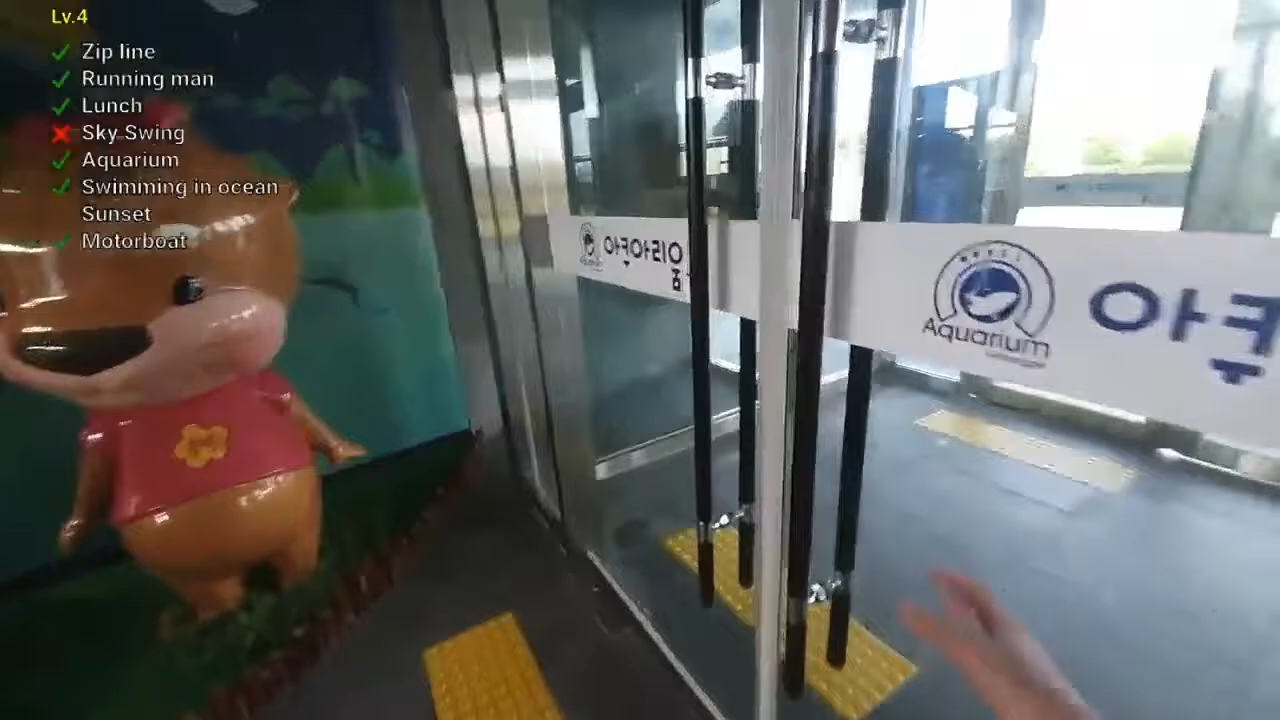 Lv.4
Zip line
Running man
Lunch
Sky Swing
Aquarium
Swimming in ocean
Sunset
Motorboat
아쿠아리움
Aquarium
아쿠
Aquarium